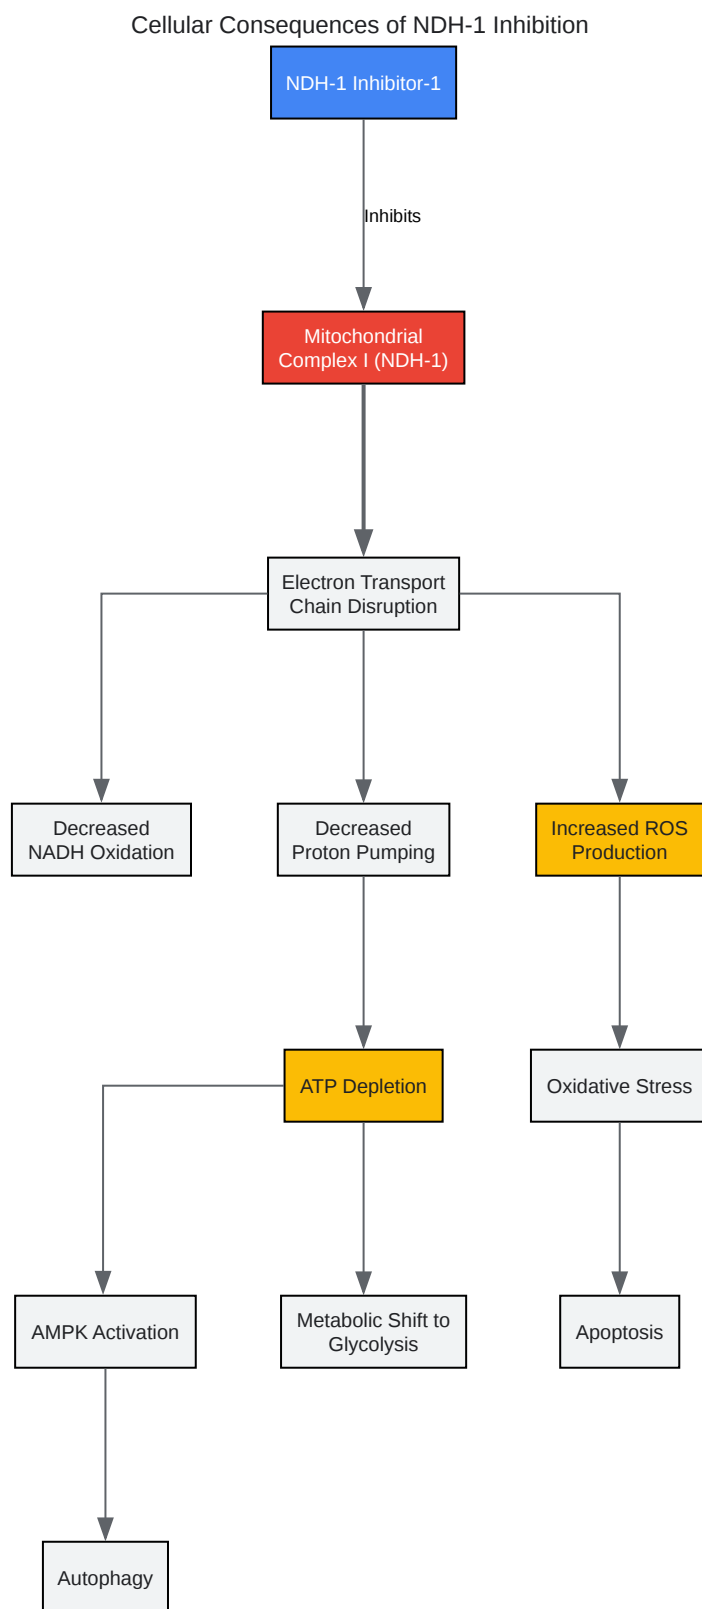 Cellular Consequences of NDH-1 Inhibition
NDH-1 Inhibitor-1
Inhibits
Mitochondrial
Complex I (NDH-1)
Electron Transport
Chain Disruption
Decreased
NADH Oxidation
Decreased
Proton Pumping
Increased ROS
Production
ATP Depletion
Oxidative Stress
AMPK Activation
Metabolic Shift to
Glycolysis
Apoptosis
Autophagy